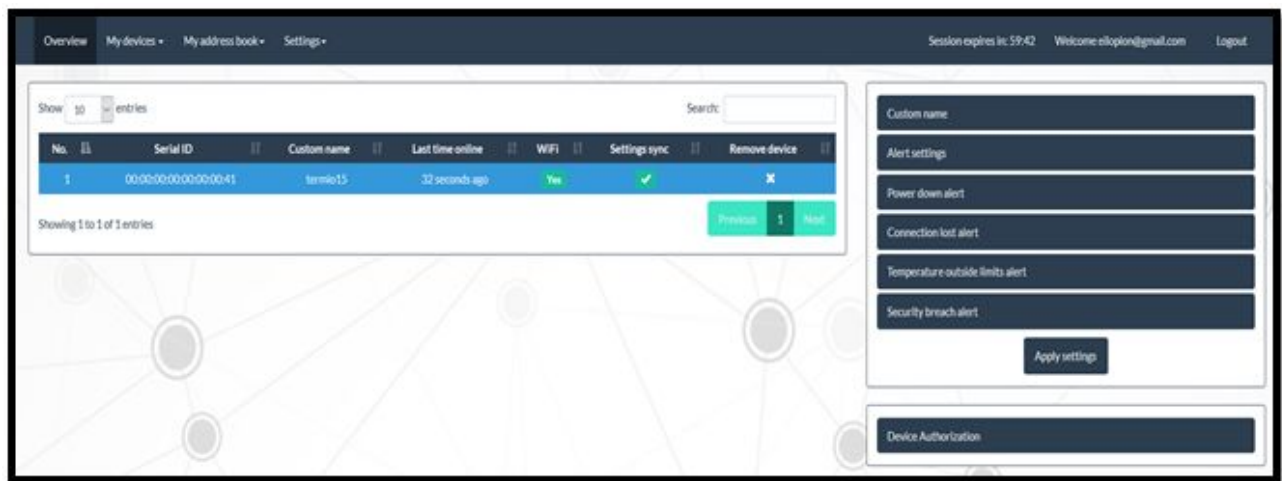 Overview My devices My address book Settings Session expires in: 59:42 Welcome eilopion@gmail.com Logout
Show 10 entries Search:
No. Serial ID Custom name Last time online WiFi Settings sync Remove device
1 00:00:00:00:00:00:00:41 termio15 32 seconds ago Yes
Showing 1 to 1 of 1 entries Previous 1 Next
Custom name
Alert settings
Power down alert
Connection lost alert
Temperature outside limits alert
Security breach alert
Apply settings
Device Authorization